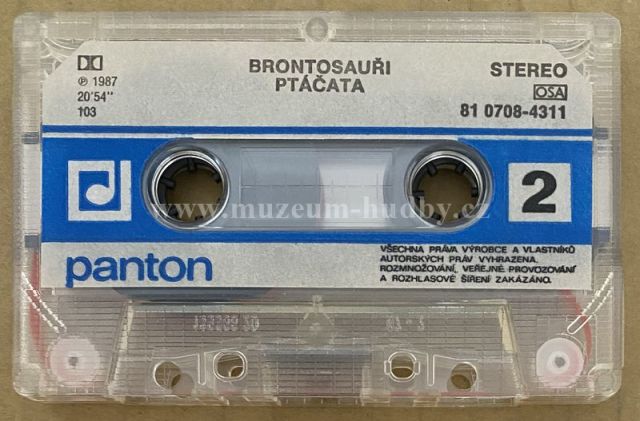 BRONTOSAUŘI
PTÁČATA
℗ 1987
20'54"
103
STEREO
OSA
81 0708-4311
www.muzeum-hudby.cz
2
panton
VŠECHNA PRÁVA VÝROBCE A VLASTNÍKŮ
AUTORSKÝCH PRÁV VYHRAZENA.
ROZMNOŽOVÁNÍ, VEŘEJNÉ PROVOZOVÁNÍ
A ROZHLASOVÉ ŠÍŘENÍ ZAKÁZÁNO.